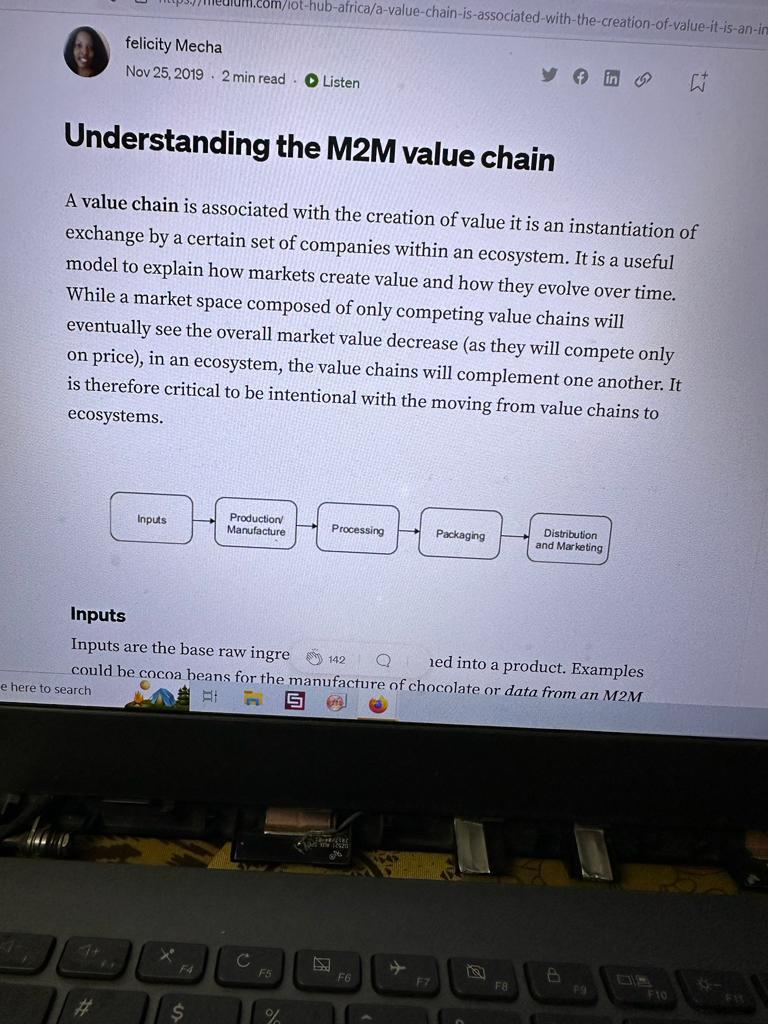 https://medium.com/iot-hub-africa/a-value-chain-is-associated-with-the-creation-of-value-it-is-an-in
felicity Mecha
Nov 25, 2019 · 2 min read · Listen
Understanding the M2M value chain
A value chain is associated with the creation of value it is an instantiation of
exchange by a certain set of companies within an ecosystem. It is a useful
model to explain how markets create value and how they evolve over time.
While a market space composed of only competing value chains will
eventually see the overall market value decrease (as they will compete only
on price), in an ecosystem, the value chains will complement one another. It
is therefore critical to be intentional with the moving from value chains to
ecosystems.
Inputs
Production/
Manufacture
Processing
Packaging
Distribution
and Marketing
Inputs
Inputs are the base raw ingre 142 ned into a product. Examples
could be cocoa beans for the manufacture of chocolate or data from an M2M
e here to search
F4 F5 F6 F7 F8 F9 F10 F11
# $ %